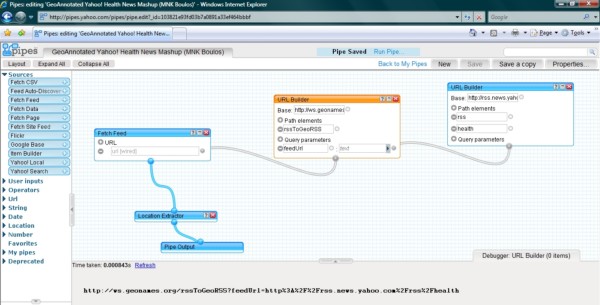 Pipes: editing 'GeoAnnotated Yahoo! Health News Mashup (MNK Boulos)' - Windows Internet Explorer
http://pipes.yahoo.com/pipes/pipe.edit?_id=
Pipes: editing 'GeoAnnotated Yahoo! Health New...
Page
Tools
pipes
GeoAnnotated Yahoo! Health News Mashup (MNK Boulos)
Pipe Saved Run Pipe...
Layout Expand All Collapse All
Back to My Pipes New Save Save a copy Properties...
Sources
Fetch CSV
Feed Auto-Discover
Fetch Feed
Fetch Data
Fetch Page
Fetch Site Feed
Flickr
Google Base
Item Builder
Yahoo! Local
Yahoo! Search
User inputs
Operators
Url
String
Date
Location
Number
Favorites
My pipes
Deprecated
Fetch Feed
URL
url [wired]
Location Extractor
Pipe Output
URL Builder
Base: http://ws.geonames
Path elements
rssToGeoRSS
Query parameters
feedUrl : text
URL Builder
Base: http://rss.news.yah
Path elements
rss
health
Query parameters
Debugger: URL Builder (0 items)
Time taken: 0.000843s Refresh
http://ws.geonames.org/rssToGeoRSS?feedUrl=http%3A%2F%2Frss.news.yahoo.com%2Frss%2Fhealth